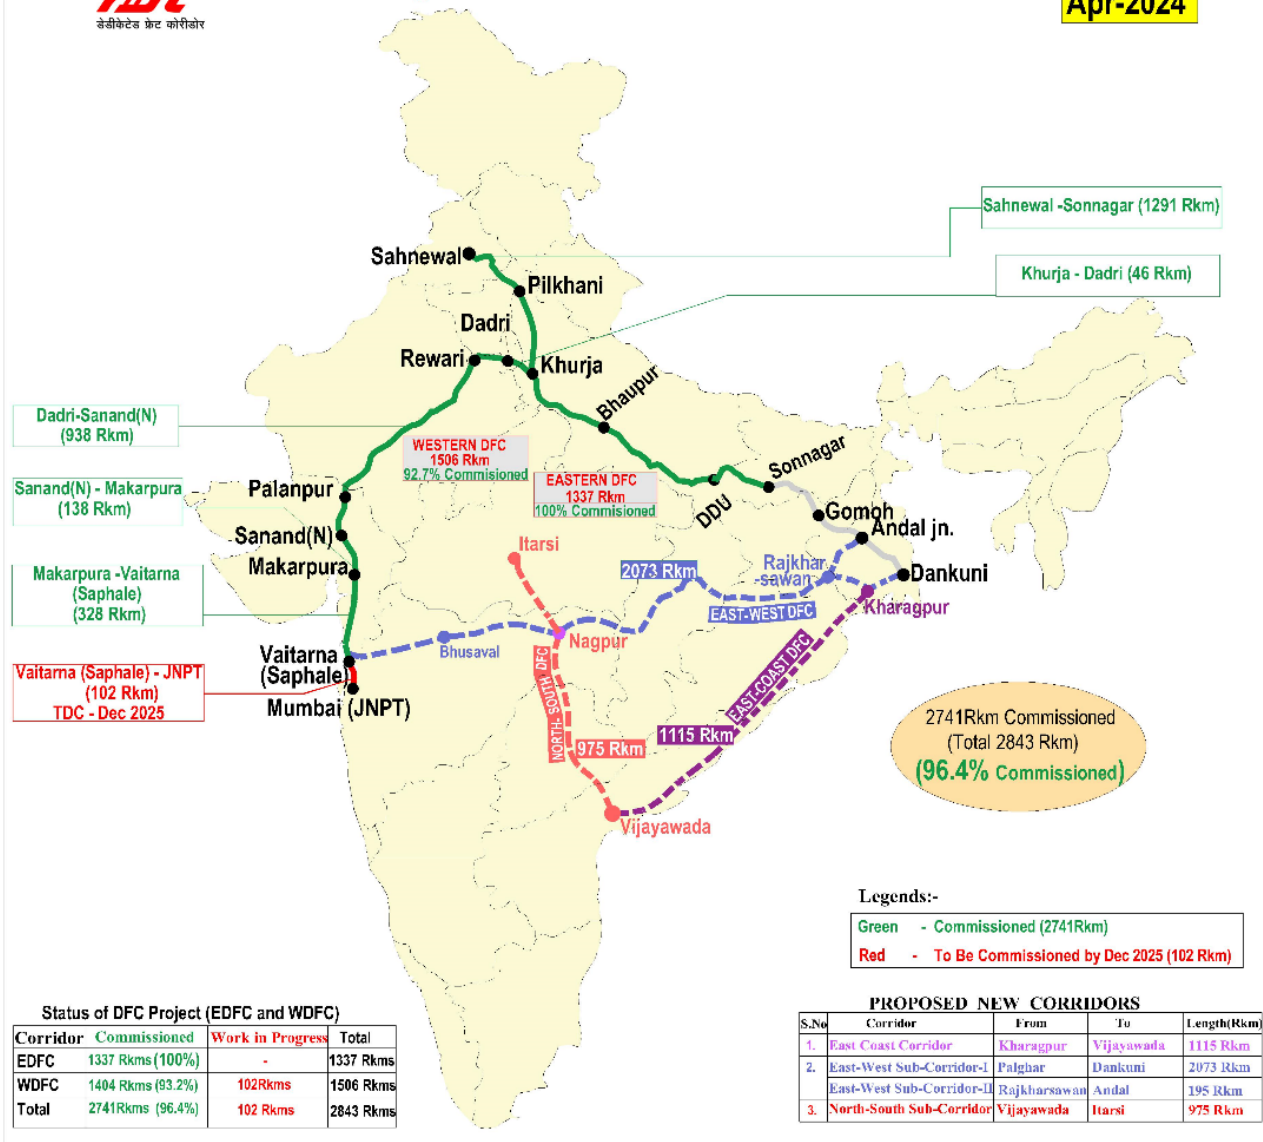 डेडीकेटेड फ्रेट कोरीडोर
Apr-2024
Sahnewal -Sonnagar (1291 Rkm)
Sahnewal
Khurja - Dadri (46 Rkm)
Pilkhani
Dadri
Rewari
Khurja
Bhaupur
Dadri-Sanand(N)
(938 Rkm)
WESTERN DFC
1506 Rkm
92.7% Commisioned
EASTERN DFC
1337 Rkm
100% Commisioned
Sonnagar
DDU
Palanpur
Sanand(N) - Makarpura
(138 Rkm)
Gomoh
Andal jn.
Sanand(N)
Itarsi
Makarpura
2073 Rkm
Rajkhar
-sawan
Dankuni
Makarpura -Vaitarna
(Saphale)
(328 Rkm)
EAST-WEST DFC
Kharagpur
Nagpur
Bhusaval
Vaitarna
(Saphale)
Vaitarna (Saphale) - JNPT
(102 Rkm)
TDC - Dec 2025
Mumbai (JNPT)
NORTH- SOUTH DFC
EAST-COAST DFC
975 Rkm
1115 Rkm
2741Rkm Commissioned
(Total 2843 Rkm)
(96.4% Commissioned)
Vijayawada
Legends:-
Green - Commissioned (2741Rkm)
Red - To Be Commissioned by Dec 2025 (102 Rkm)
Status of DFC Project (EDFC and WDFC)
Corridor Commissioned Work in Progress Total
EDFC 1337 Rkms (100%) - 1337 Rkms
WDFC 1404 Rkms (93.2%) 102Rkms 1506 Rkms
Total 2741Rkms (96.4%) 102 Rkms 2843 Rkms
PROPOSED NEW CORRIDORS
S.No Corridor From To Length(Rkm)
1. East Coast Corridor Kharagpur Vijayawada 1115 Rkm
2. East-West Sub-Corridor-I Palghar Dankuni 2073 Rkm
East-West Sub-Corridor-II Rajkharsawan Andal 195 Rkm
3. North-South Sub-Corridor Vijayawada Itarsi 975 Rkm